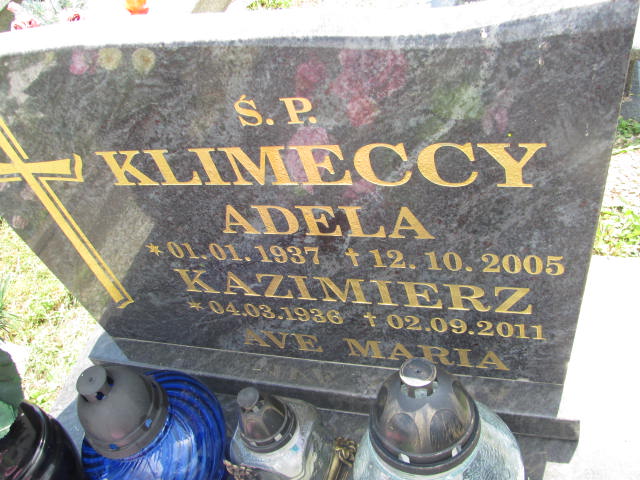 Ś. P.
KLIMECCY
ADELA
* 01. 01. 1937 † 12. 10. 2005
KAZIMIERZ
* 04.03.1936 † 02.09.2011
AVE MARIA